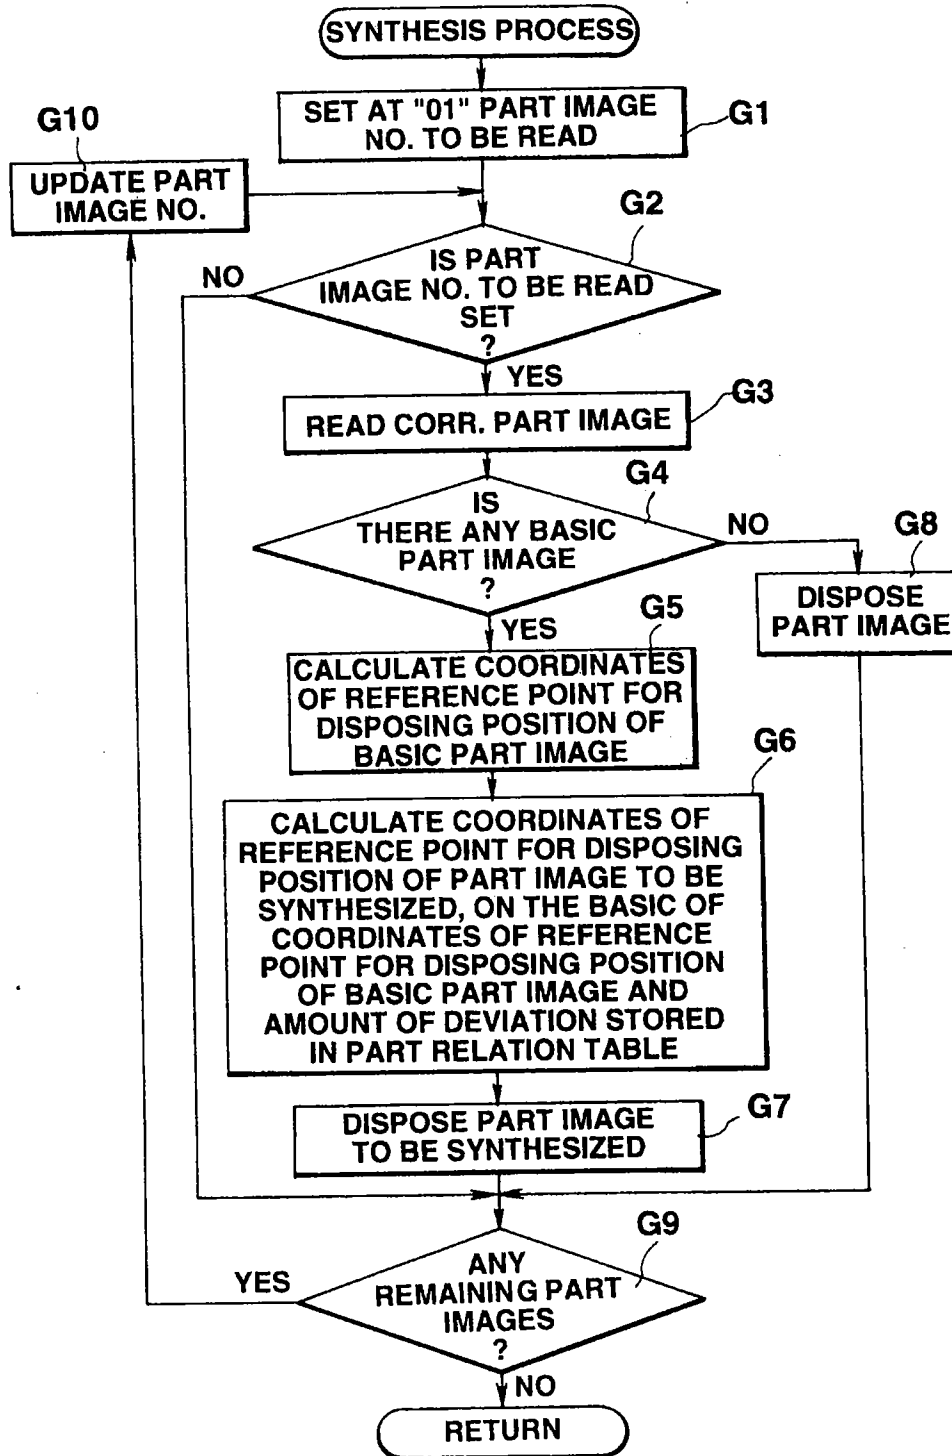 SYNTHESIS PROCESS
SET AT "01" PART IMAGE
NO. TO BE READ
G1
G10
UPDATE PART
IMAGE NO.
G2
IS PART
IMAGE NO. TO BE READ
SET
?
NO
YES
G3
READ CORR. PART IMAGE
G4
IS
THERE ANY BASIC
PART IMAGE
?
NO
G8
DISPOSE
PART IMAGE
YES
G5
CALCULATE COORDINATES
OF REFERENCE POINT FOR
DISPOSING POSITION OF
BASIC PART IMAGE
G6
CALCULATE COORDINATES OF
REFERENCE POINT FOR DISPOSING
POSITION OF PART IMAGE TO BE
SYNTHESIZED, ON THE BASIC OF
COORDINATES OF REFERENCE
POINT FOR DISPOSING POSITION
OF BASIC PART IMAGE AND
AMOUNT OF DEVIATION STORED
IN PART RELATION TABLE
G7
DISPOSE PART IMAGE
TO BE SYNTHESIZED
G9
ANY
REMAINING PART
IMAGES
?
YES
NO
RETURN